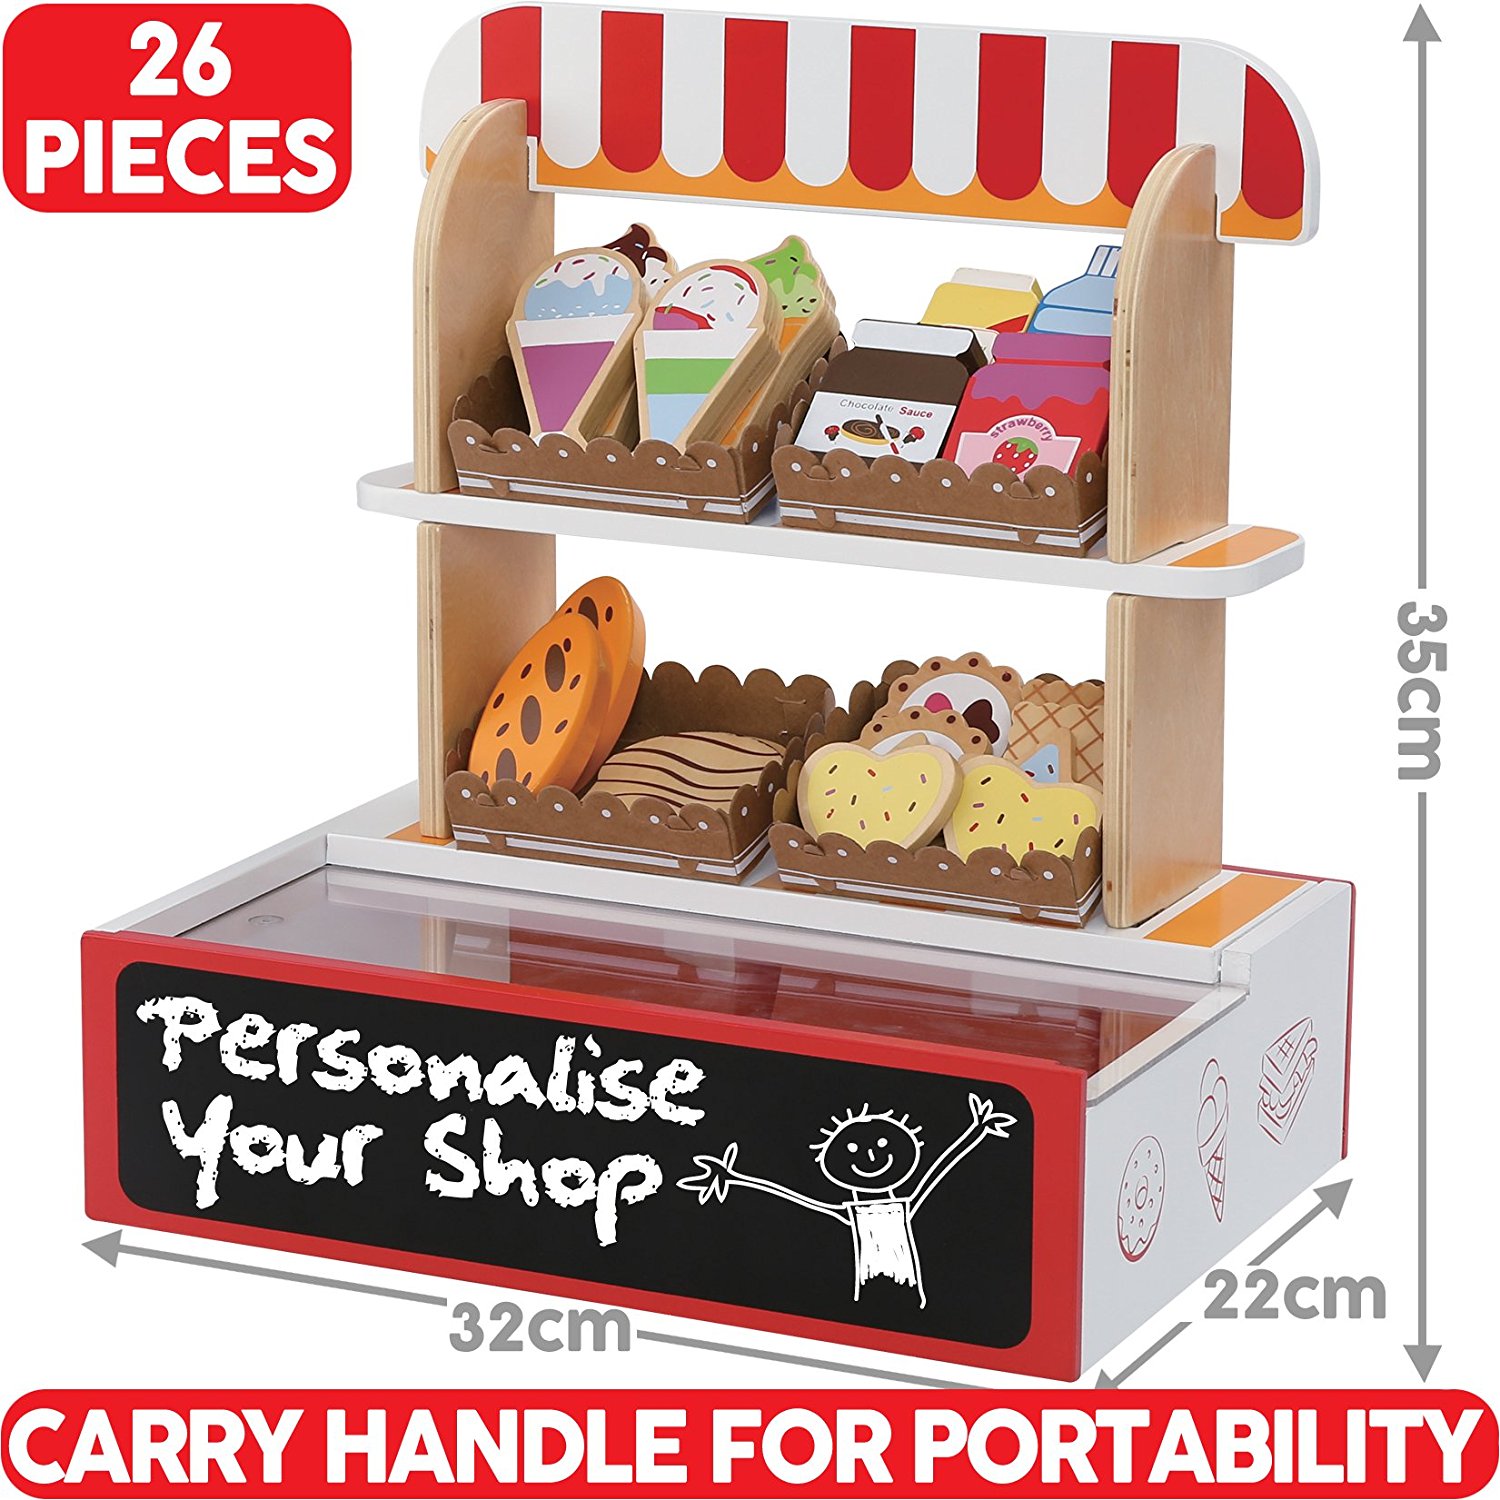 26
PIECES
Chocolate Sauce
strawberry
35cm
Personalise
Your Shop
32cm
22cm
CARRY HANDLE FOR PORTABILITY